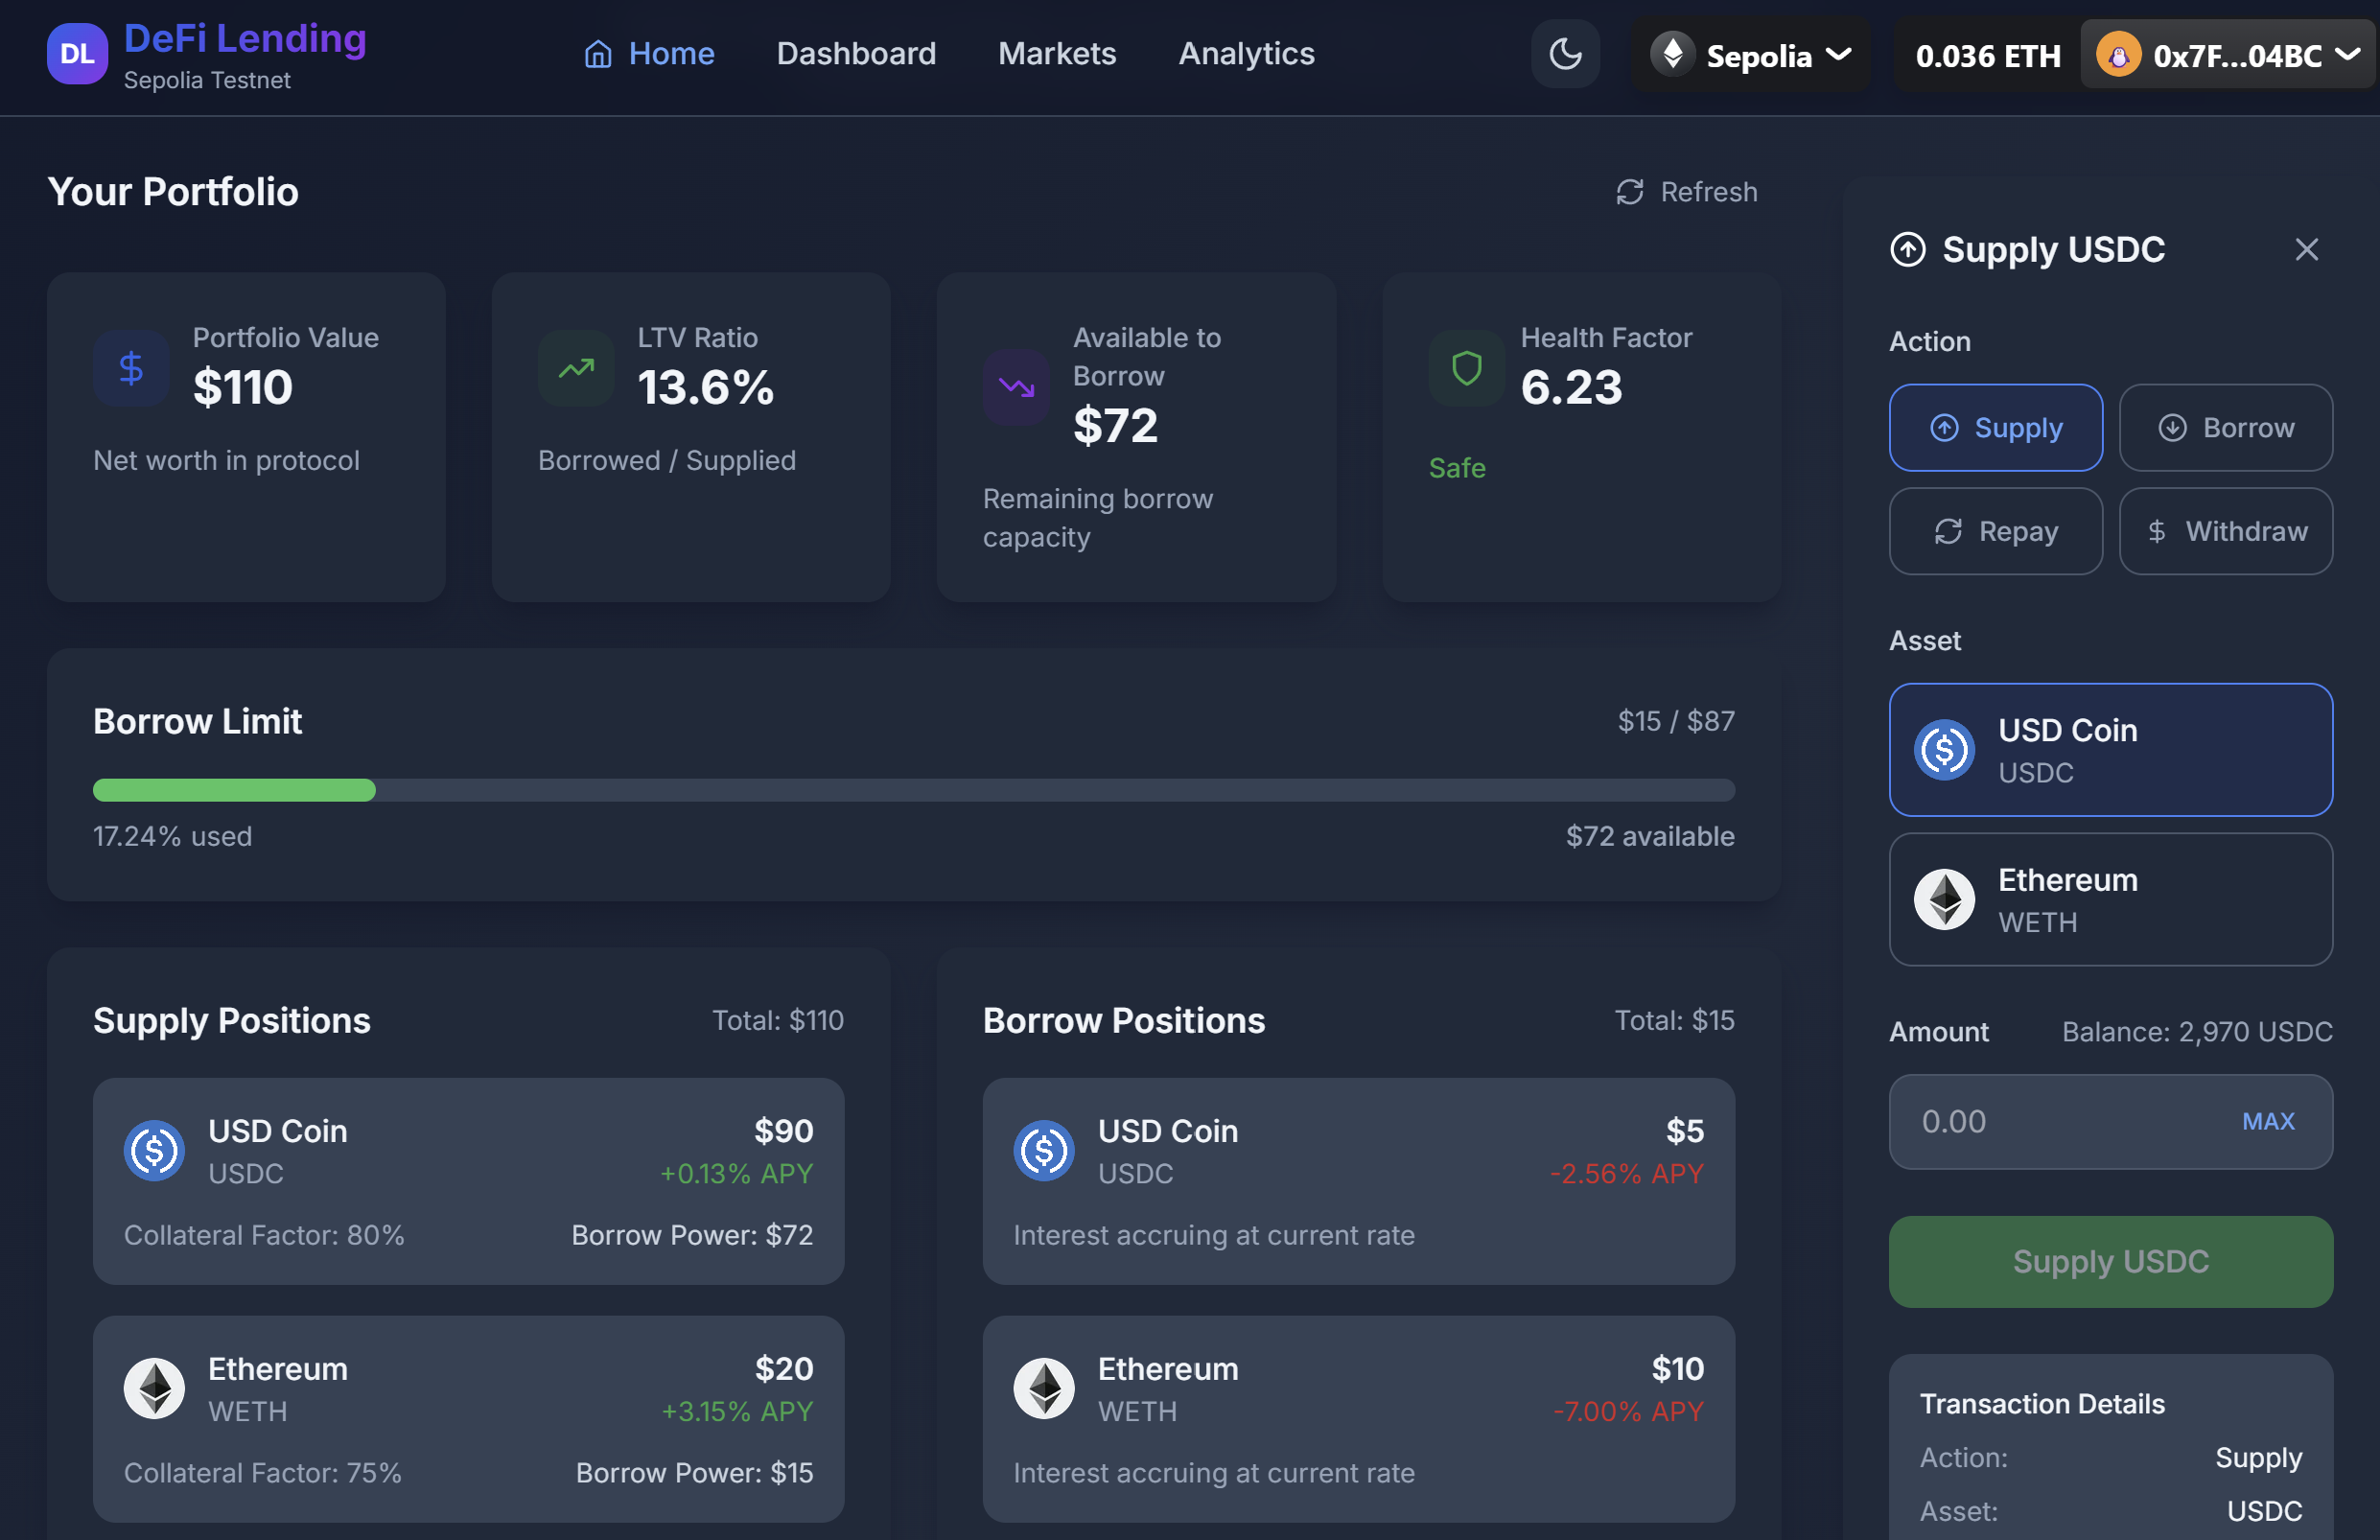 DL
DeFi Lending
Sepolia Testnet
Home
Dashboard
Markets
Analytics
Sepolia
0.036 ETH
0x7F...04BC
Your Portfolio
Refresh
Portfolio Value
$110
Net worth in protocol
LTV Ratio
13.6%
Borrowed / Supplied
Available to
Borrow
$72
Remaining borrow
capacity
Health Factor
6.23
Safe
Borrow Limit
$15 / $87
17.24% used
$72 available
Supply Positions
Total: $110
USD Coin
$90
USDC
+0.13% APY
Collateral Factor: 80%
Borrow Power: $72
Ethereum
$20
WETH
+3.15% APY
Collateral Factor: 75%
Borrow Power: $15
Borrow Positions
Total: $15
USD Coin
$5
USDC
-2.56% APY
Interest accruing at current rate
Ethereum
$10
WETH
-7.00% APY
Interest accruing at current rate
Supply USDC
Action
Supply
Borrow
Repay
Withdraw
Asset
USD Coin
USDC
Ethereum
WETH
Amount
Balance: 2,970 USDC
0.00
MAX
Supply USDC
Transaction Details
Action:
Supply
Asset:
USDC